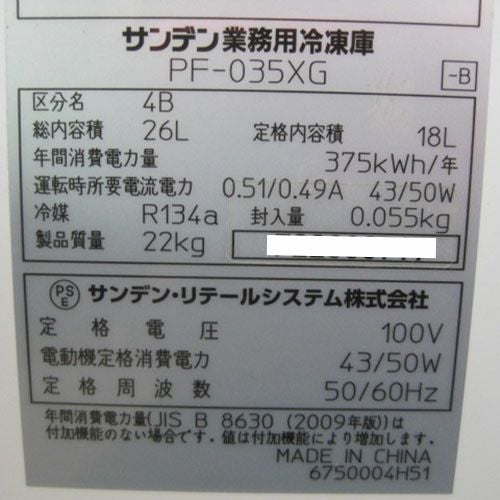 サンデン業務用冷凍庫
PF-035XG
-B
区分名 4B
総内容積 26L 定格内容積 18L
年間消費電力量 375kWh/年
運転時所要電流電力 0.51/0.49A 43/50W
冷媒 R134a 封入量 0.055kg
製品質量 22kg
PSE サンデン・リテールシステム株式会社
定格電圧 100V
電動機定格消費電力 43/50W
定格周波数 50/60Hz
年間消費電力量(JIS B 8630 (2009年版))は
付加機能のない場合です。値は付加機能により増加します。
MADE IN CHINA
6750004H51